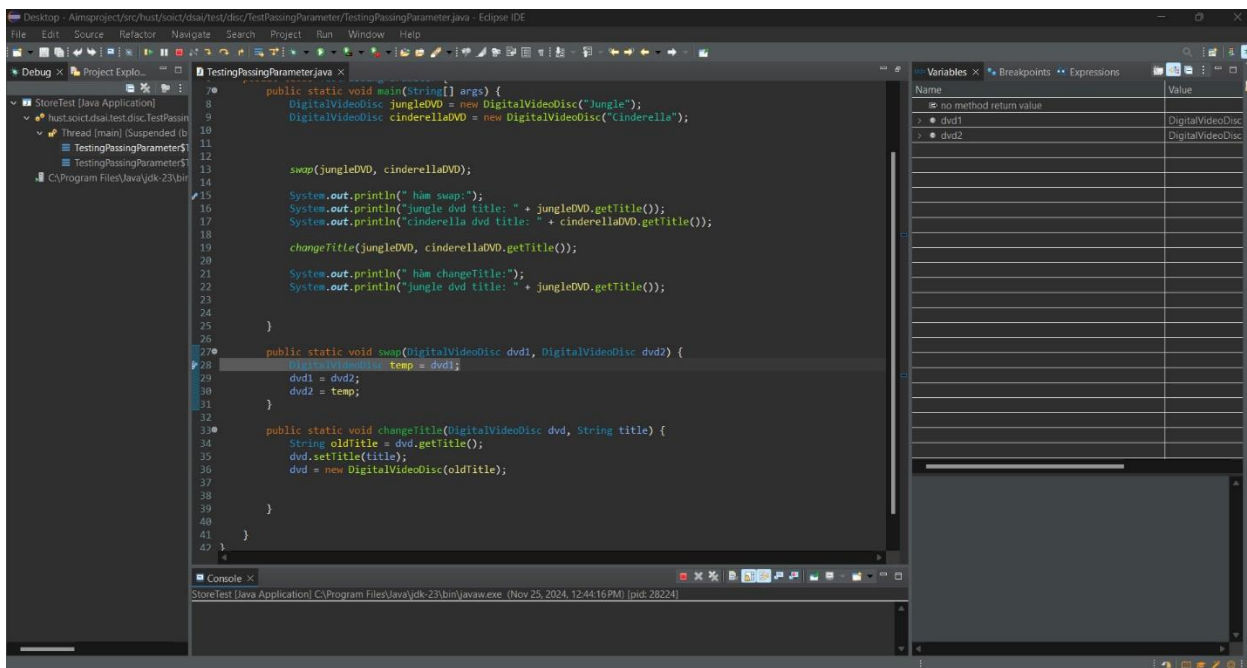 Desktop - Aimsproject/src/hust/soict/dsai/test/disc/TestPassingParameter/TestingPassingParameter.java - Eclipse IDE
File Edit Source Refactor Navigate Search Project Run Window Help
Debug Project Explo...
StoreTest [Java Application]
hust.soict.dsai.test.disc.TestPassin
Thread [main] (Suspended (b
TestingPassingParameter$1
TestingPassingParameter$1
C:\Program Files\Java\jdk-23\bin
TestingPassingParameter.java
7 public static void main(String[] args) {
8 DigitalVideoDisc jungleDVD = new DigitalVideoDisc("Jungle");
9 DigitalVideoDisc cinderellaDVD = new DigitalVideoDisc("Cinderella");
10
11
12
13 swap(jungleDVD, cinderellaDVD);
14
15 System.out.println(" hàm swap:");
16 System.out.println("jungle dvd title: " + jungleDVD.getTitle());
17 System.out.println("cinderella dvd title: " + cinderellaDVD.getTitle());
18
19 changeTitle(jungleDVD, cinderellaDVD.getTitle());
20
21 System.out.println(" hàm changeTitle:");
22 System.out.println("jungle dvd title: " + jungleDVD.getTitle());
23
24
25 }
26
27 public static void swap(DigitalVideoDisc dvd1, DigitalVideoDisc dvd2) {
28 DigitalVideoDisc temp = dvd1;
29 dvd1 = dvd2;
30 dvd2 = temp;
31 }
32
33 public static void changeTitle(DigitalVideoDisc dvd, String title) {
34 String oldTitle = dvd.getTitle();
35 dvd.setTitle(title);
36 dvd = new DigitalVideoDisc(oldTitle);
37
38
39 }
40
41 }
42 }
Variables Breakpoints Expressions
Name Value
no method return value
dvd1 DigitalVideoDisc
dvd2 DigitalVideoDisc
Console
StoreTest [Java Application] C:\Program Files\Java\jdk-23\bin\javaw.exe (Nov 25, 2024, 12:44:16 PM) [pid: 28224]